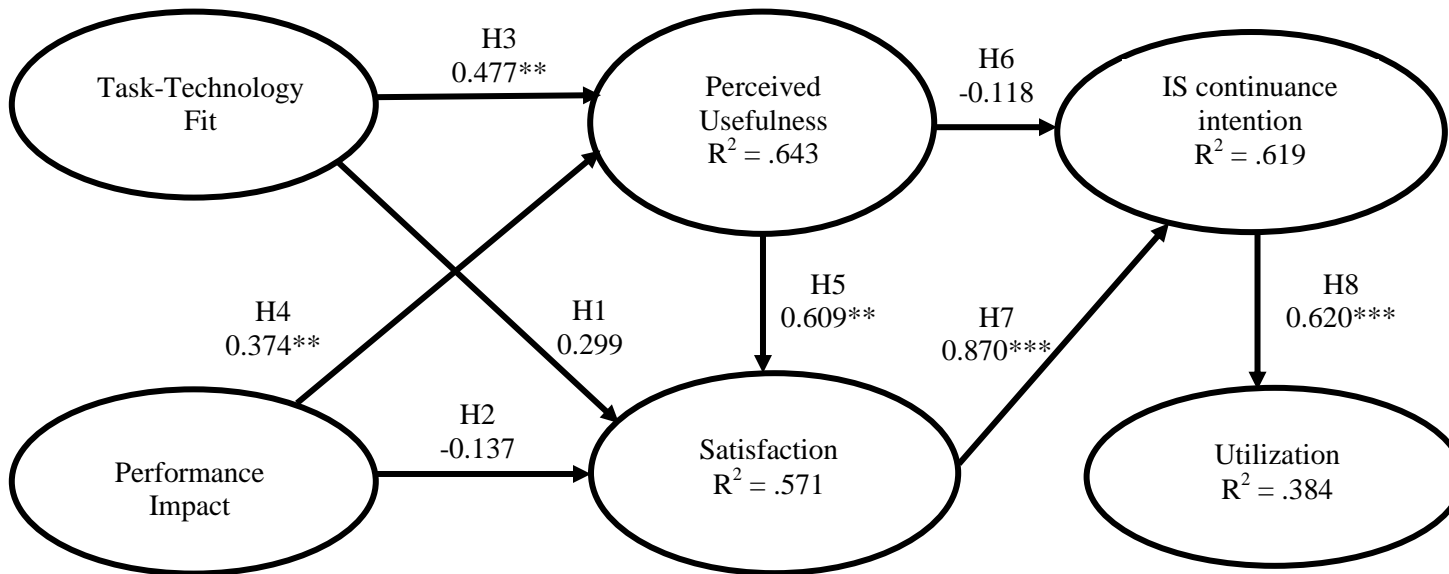 Task-Technology
Fit
H3
0.477**
Perceived
Usefulness
R² = .643
H6
-0.118
IS continuance
intention
R² = .619
H4
0.374**
H1
0.299
H5
0.609**
H7
0.870***
H8
0.620***
Performance
Impact
H2
-0.137
Satisfaction
R² = .571
Utilization
R² = .384